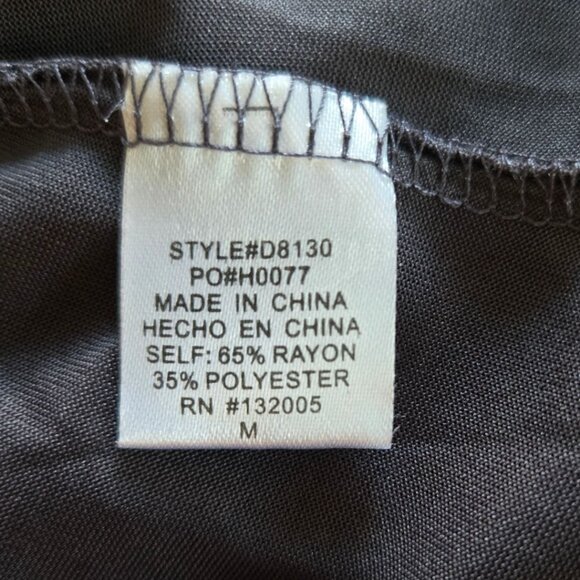 STYLE#D8130
PO#H0077
MADE IN CHINA
HECHO EN CHINA
SELF: 65% RAYON
35% POLYESTER
RN #132005
M